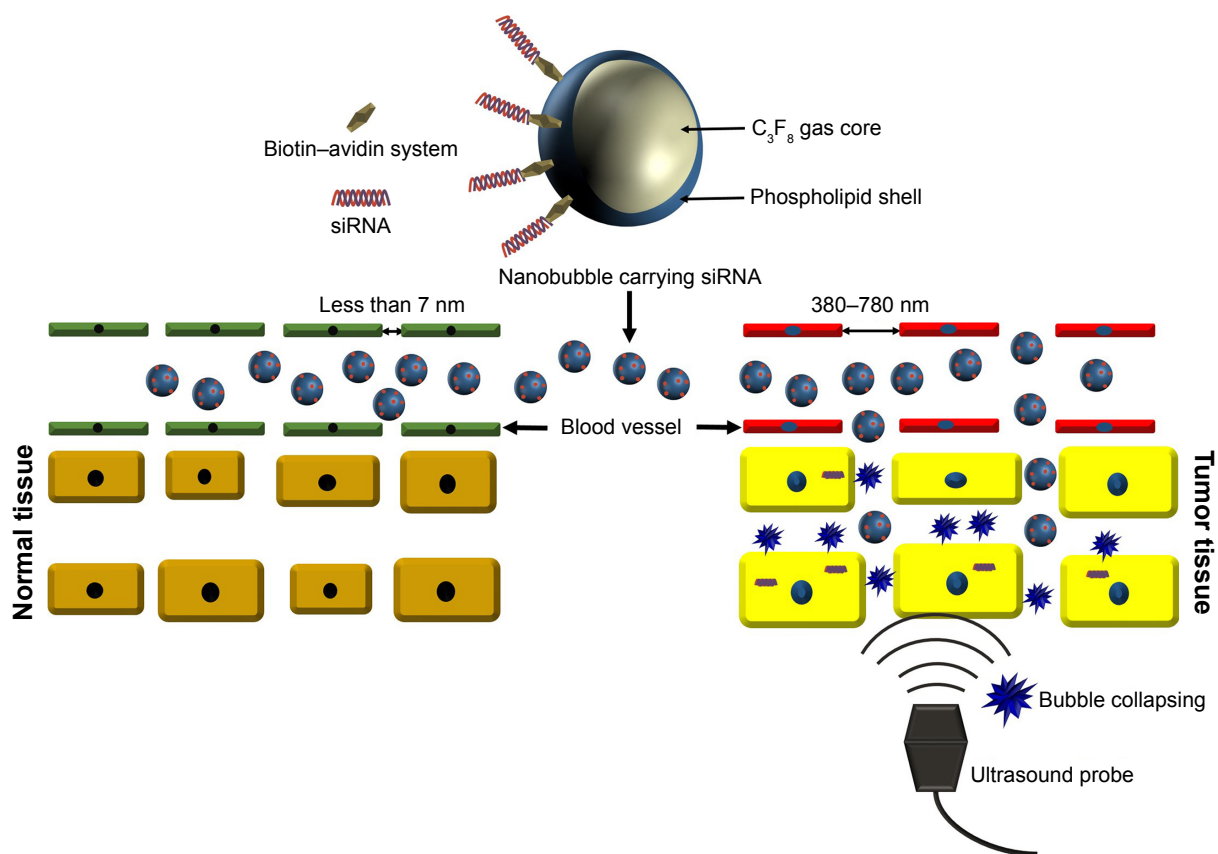 Biotin–avidin system
siRNA
C₃F₈ gas core
Phospholipid shell
Nanobubble carrying siRNA
Less than 7 nm
380–780 nm
Blood vessel
Normal tissue
Tumor tissue
Bubble collapsing
Ultrasound probe